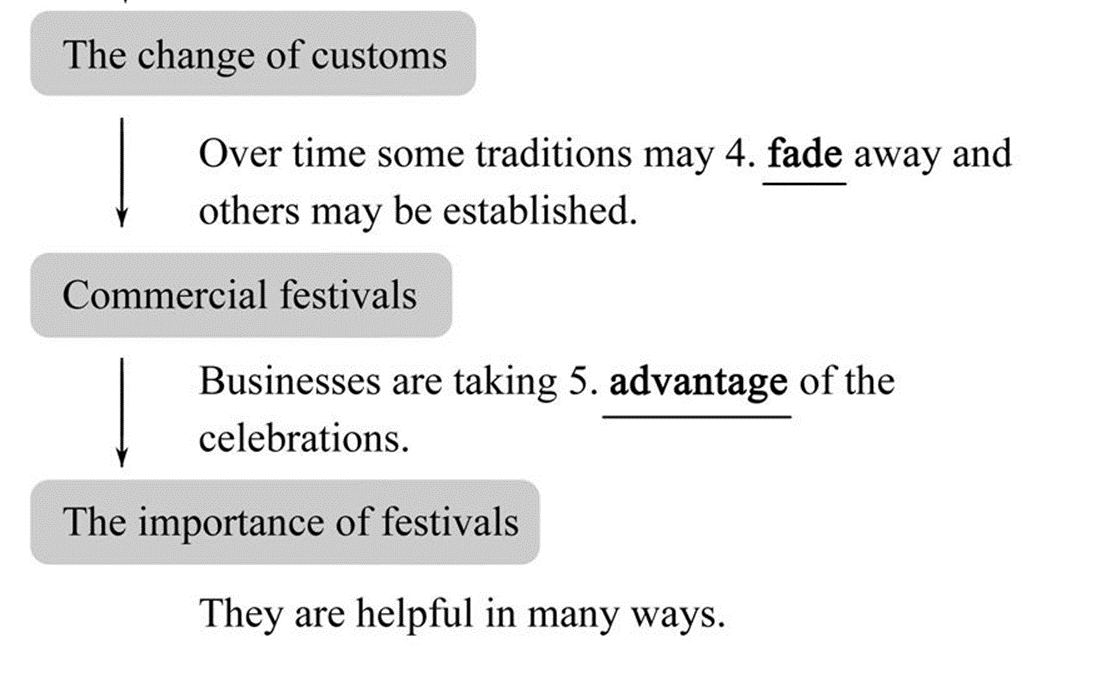 The change of customs
Over time some traditions may 4. fade away and
others may be established.
Commercial festivals
Businesses are taking 5. advantage of the
celebrations.
The importance of festivals
They are helpful in many ways.